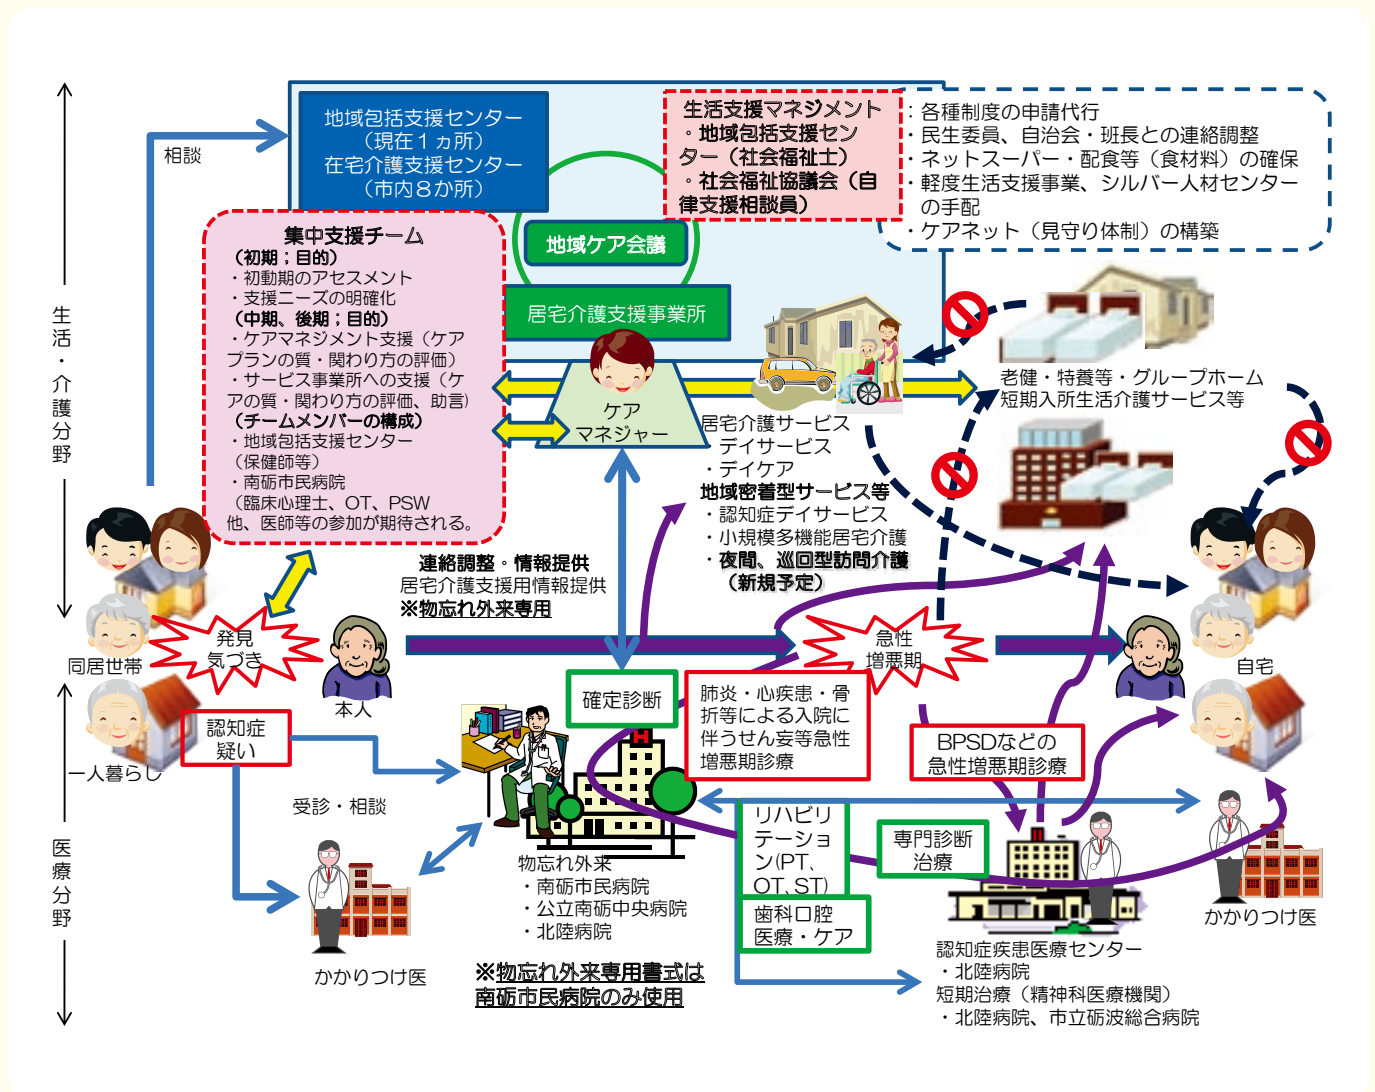 地域包括支援センター
（現在１ヵ所）
在宅介護支援センター
（市内８か所）
生活支援マネジメント
。地域包括支援セン
ター（社会福祉士）
。社会福祉協議会（自
律支援相談員）
：各種制度の申請代行
・民生委員、自治会・班長との連絡調整
・ネットスーパー・配食等（食材料）の確保
・軽度生活支援事業、シルバー人材センター
の手配
・ケアネット（見守り体制）の構築
相談
集中支援チーム
（初期；目的）
・初動期のアセスメント
・支援ニーズの明確化
（中期、後期；目的）
・ケアマネジメント支援（ケア
プランの質・関わり方の評価）
・サービス事業所への支援（ケ
アの質・関わり方の評価、助言）
（チームメンバーの構成）
・地域包括支援センター
（保健師等）
・南砺市民病院
（臨床心理士、OT、PSW
他、医師等の参加が期待される。
地域ケア会議
居宅介護支援事業所
ケア
マネジャー
老健・特養等・グループホーム
短期入所生活介護サービス等
居宅介護サービス
・デイサービス
・デイケア
地域密着型サービス等
・認知症デイサービス
・小規模多機能居宅介護
・夜間、巡回型訪問介護
（新規予定）
生活・介護分野
連絡調整。情報提供
居宅介護支援用情報提供
※物忘れ外来専用
発見
気づき
急性
増悪期
同居世帯
本人
自宅
一人暮らし
認知症
疑い
確定診断
肺炎・心疾患・骨
折等による入院に
伴うせん妄等急性
増悪期診療
BPSDなどの
急性増悪期診療
受診・相談
医療分野
リハビリ
テーショ
ン(PT、
OT、ST)
専門診断
治療
歯科口腔
医療・ケア
物忘れ外来
・南砺市民病院
・公立南砺中央病院
・北陸病院
かかりつけ医
かかりつけ医
※物忘れ外来専用書式は
南砺市民病院のみ使用
認知症疾患医療センター
・北陸病院
短期治療（精神科医療機関）
・北陸病院、市立砺波総合病院
H